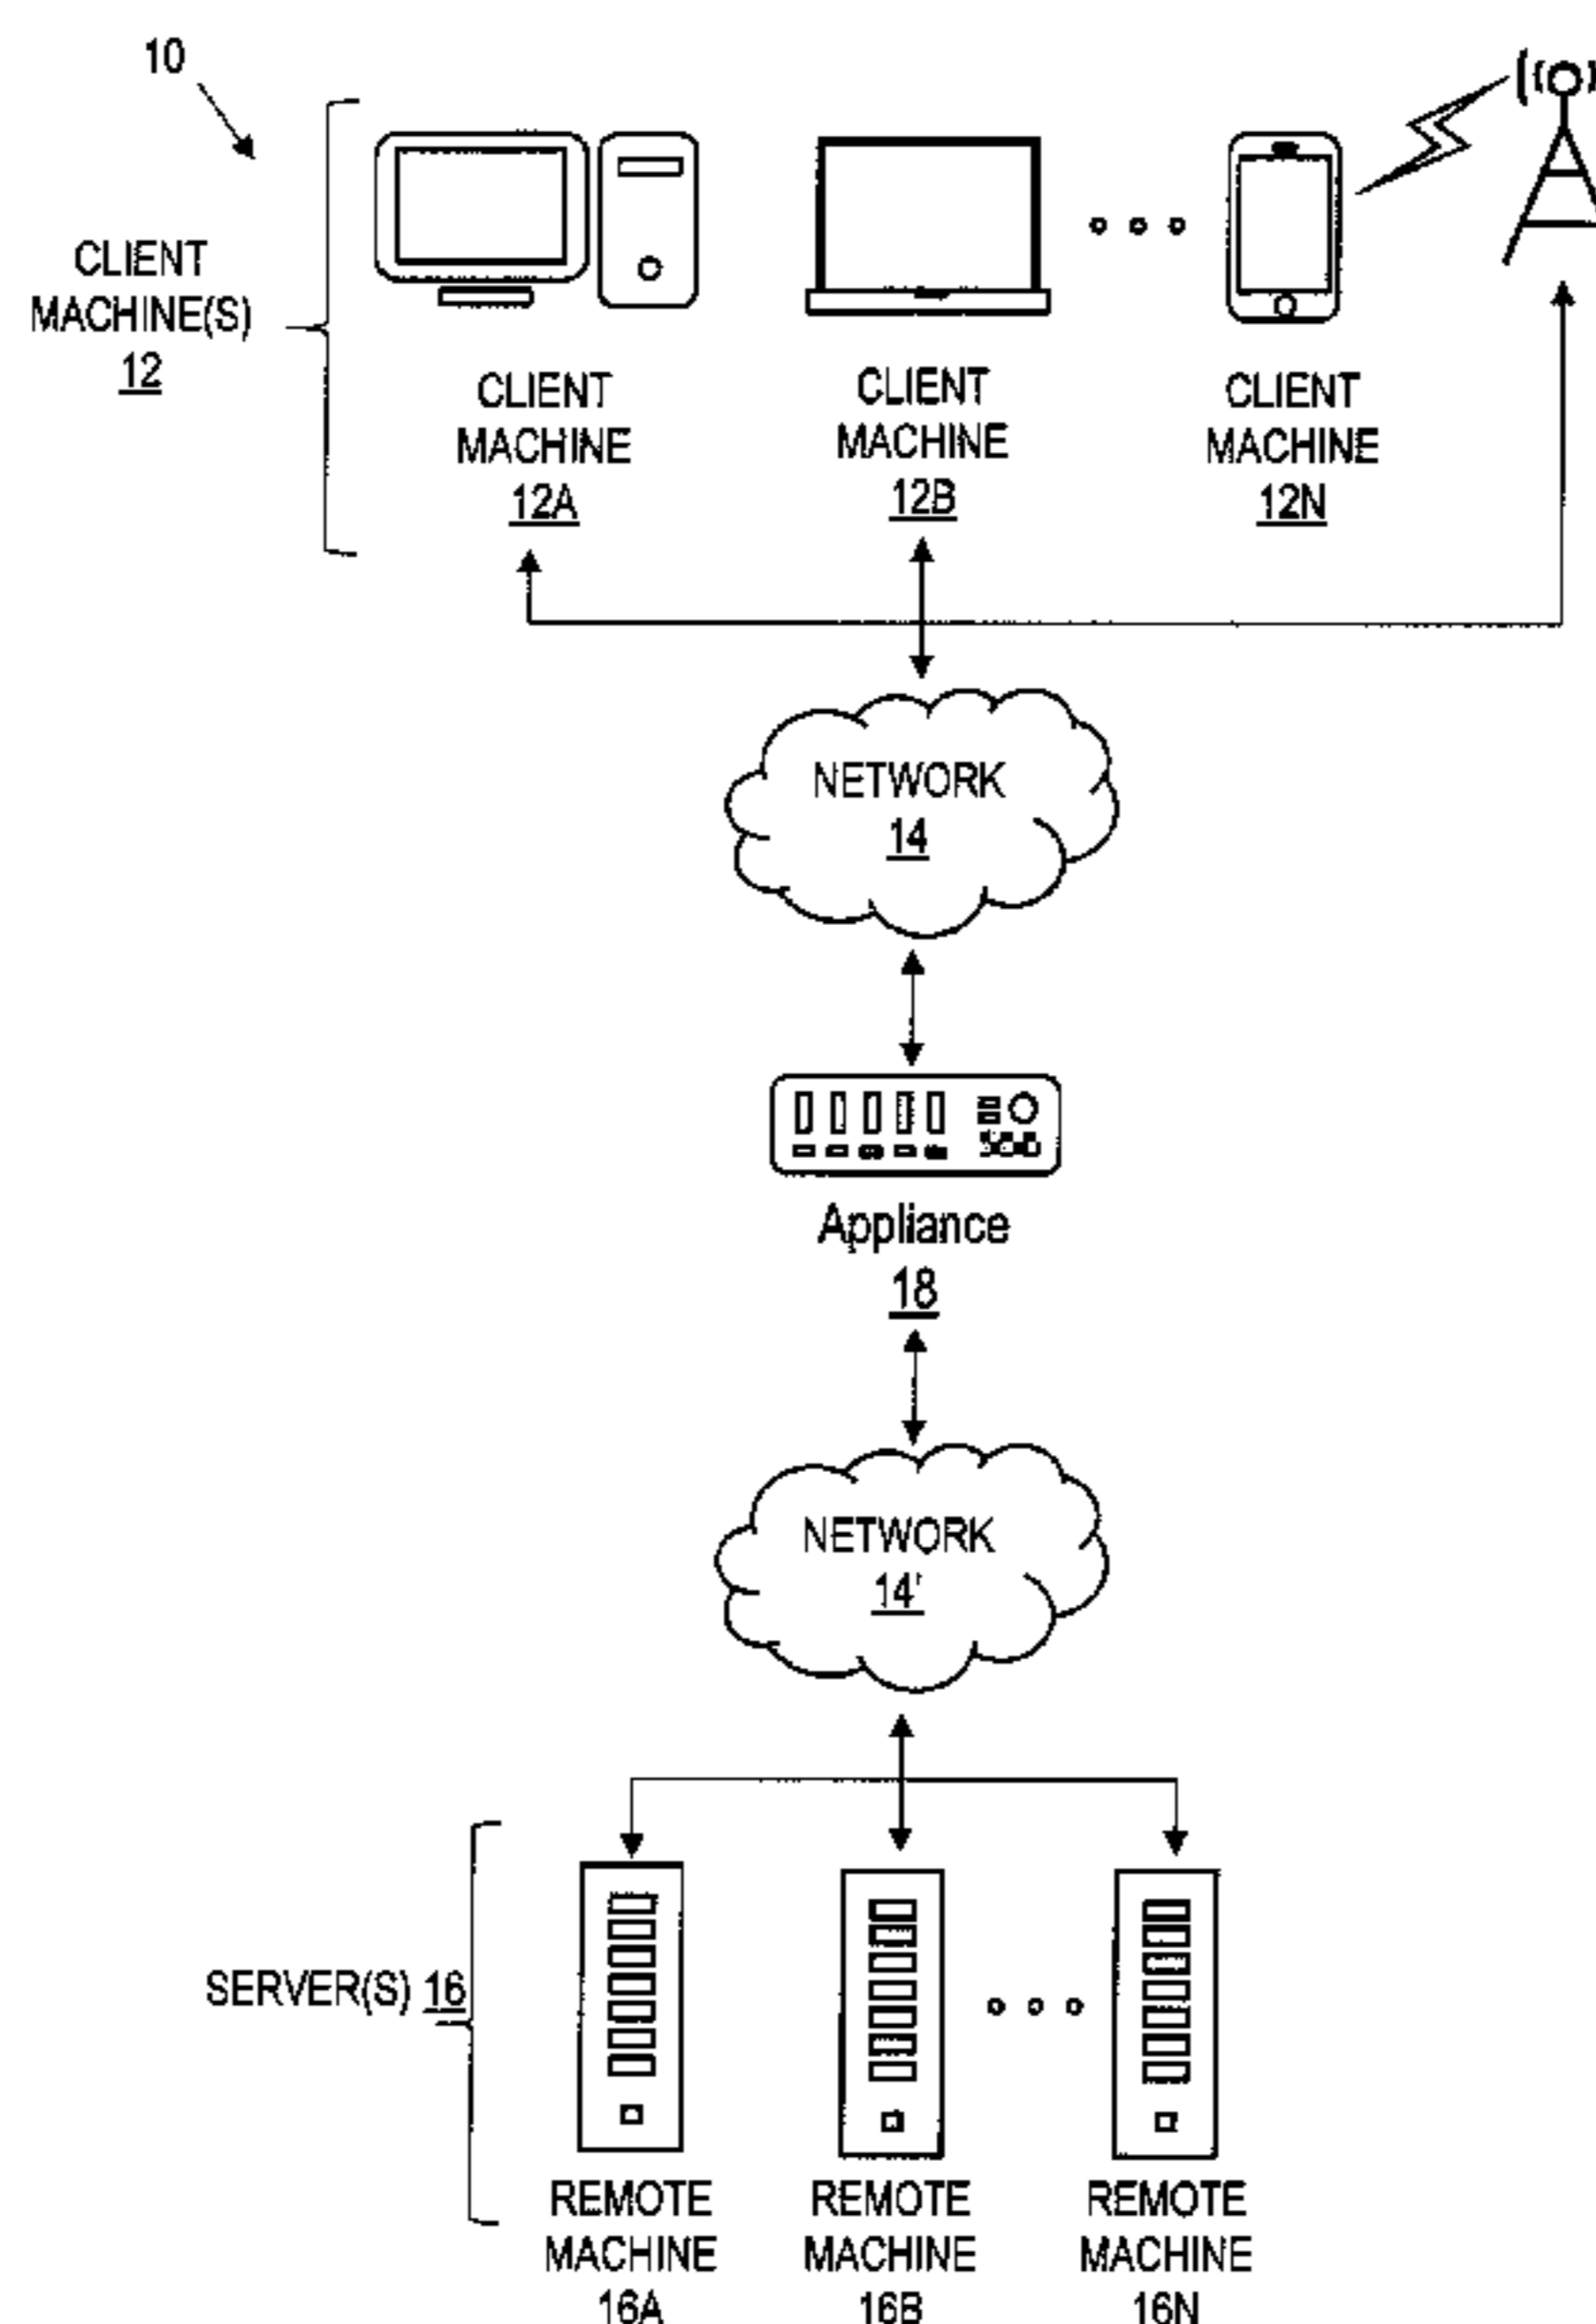 10
CLIENT
MACHINE(S)
12
CLIENT
MACHINE
12A
CLIENT
MACHINE
12B
CLIENT
MACHINE
12N
NETWORK
14
Appliance
18
NETWORK
14'
SERVER(S) 16
REMOTE
MACHINE
16A
REMOTE
MACHINE
16B
REMOTE
MACHINE
16N